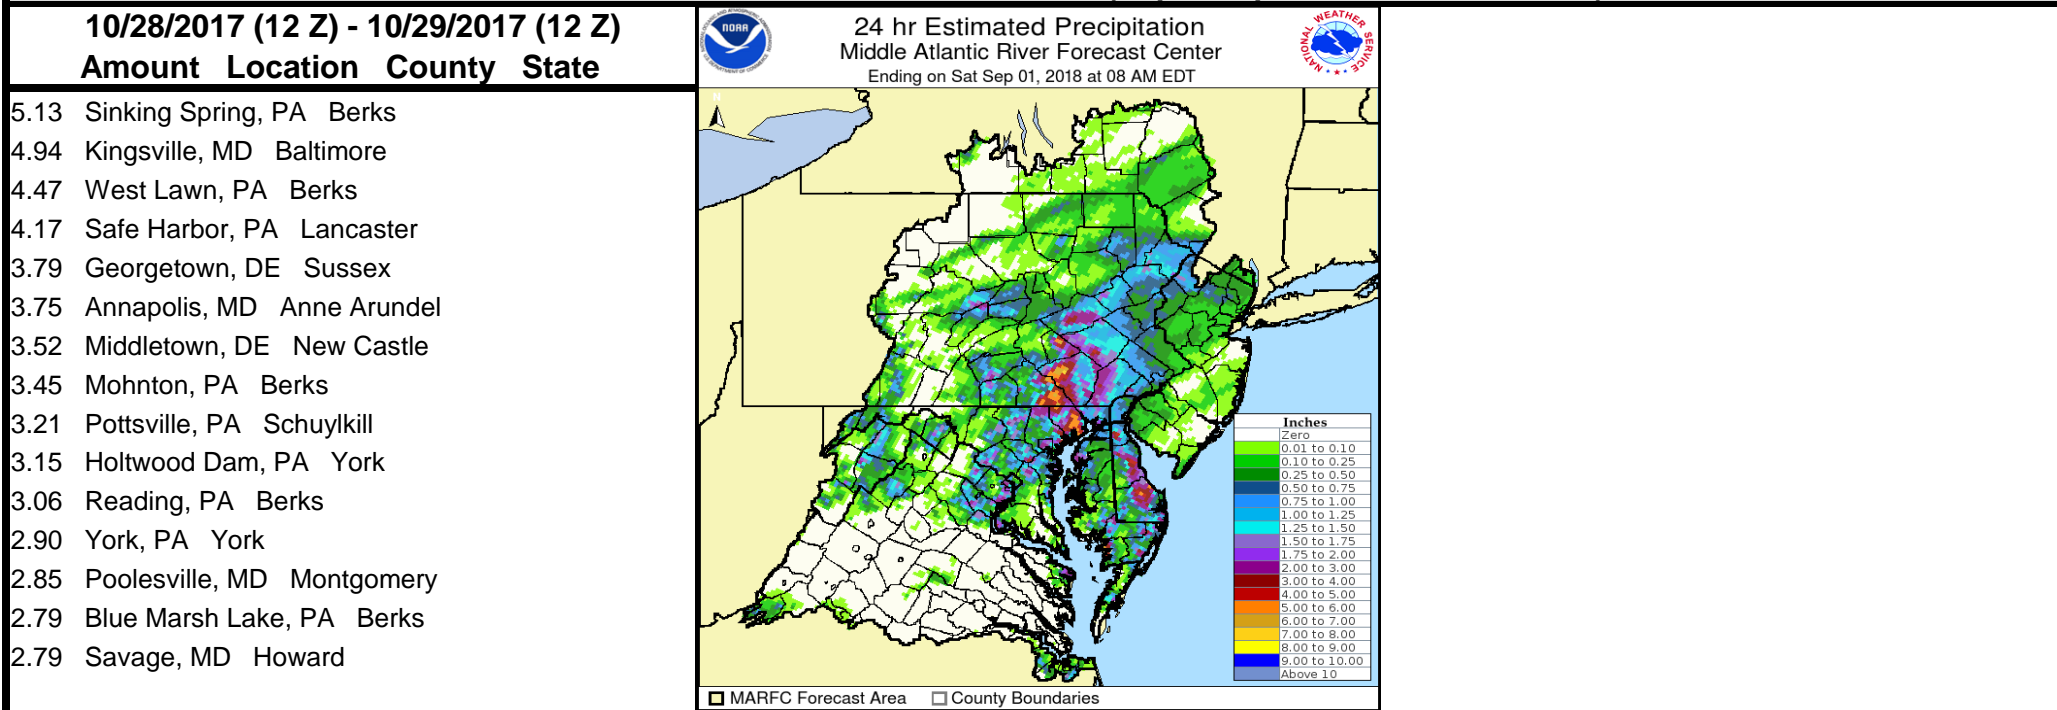 10/28/2017 (12 Z) - 10/29/2017 (12 Z)
Amount Location County State
5.13 Sinking Spring, PA Berks
4.94 Kingsville, MD Baltimore
4.47 West Lawn, PA Berks
4.17 Safe Harbor, PA Lancaster
3.79 Georgetown, DE Sussex
3.75 Annapolis, MD Anne Arundel
3.52 Middletown, DE New Castle
3.45 Mohnton, PA Berks
3.21 Pottsville, PA Schuylkill
3.15 Holtwood Dam, PA York
3.06 Reading, PA Berks
2.90 York, PA York
2.85 Poolesville, MD Montgomery
2.79 Blue Marsh Lake, PA Berks
2.79 Savage, MD Howard
NOAA
24 hr Estimated Precipitation
Middle Atlantic River Forecast Center
Ending on Sat Sep 01, 2018 at 08 AM EDT
NATIONAL WEATHER SERVICE
Inches
Zero
0.01 to 0.10
0.10 to 0.25
0.25 to 0.50
0.50 to 0.75
0.75 to 1.00
1.00 to 1.25
1.25 to 1.50
1.50 to 1.75
1.75 to 2.00
2.00 to 3.00
3.00 to 4.00
4.00 to 5.00
5.00 to 6.00
6.00 to 7.00
7.00 to 8.00
8.00 to 9.00
9.00 to 10.00
Above 10
MARFC Forecast Area
County Boundaries